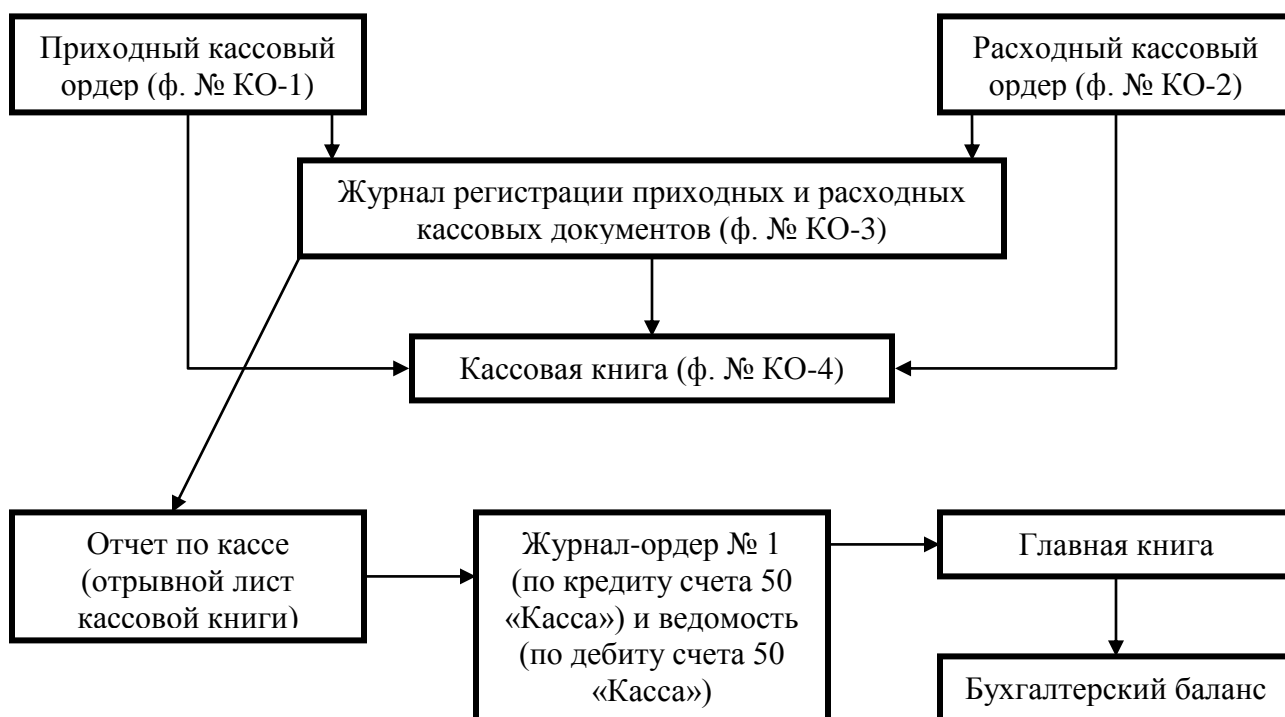 Приходный кассовый
ордер (ф. № КО-1)
Расходный кассовый
ордер (ф. № КО-2)
Журнал регистрации приходных и расходных
кассовых документов (ф. № КО-3)
Кассовая книга (ф. № КО-4)
Отчет по кассе
(отрывной лист
кассовой книги)
Журнал-ордер № 1
(по кредиту счета 50
«Касса») и ведомость
(по дебиту счета 50
«Касса»)
Главная книга
Бухгалтерский баланс